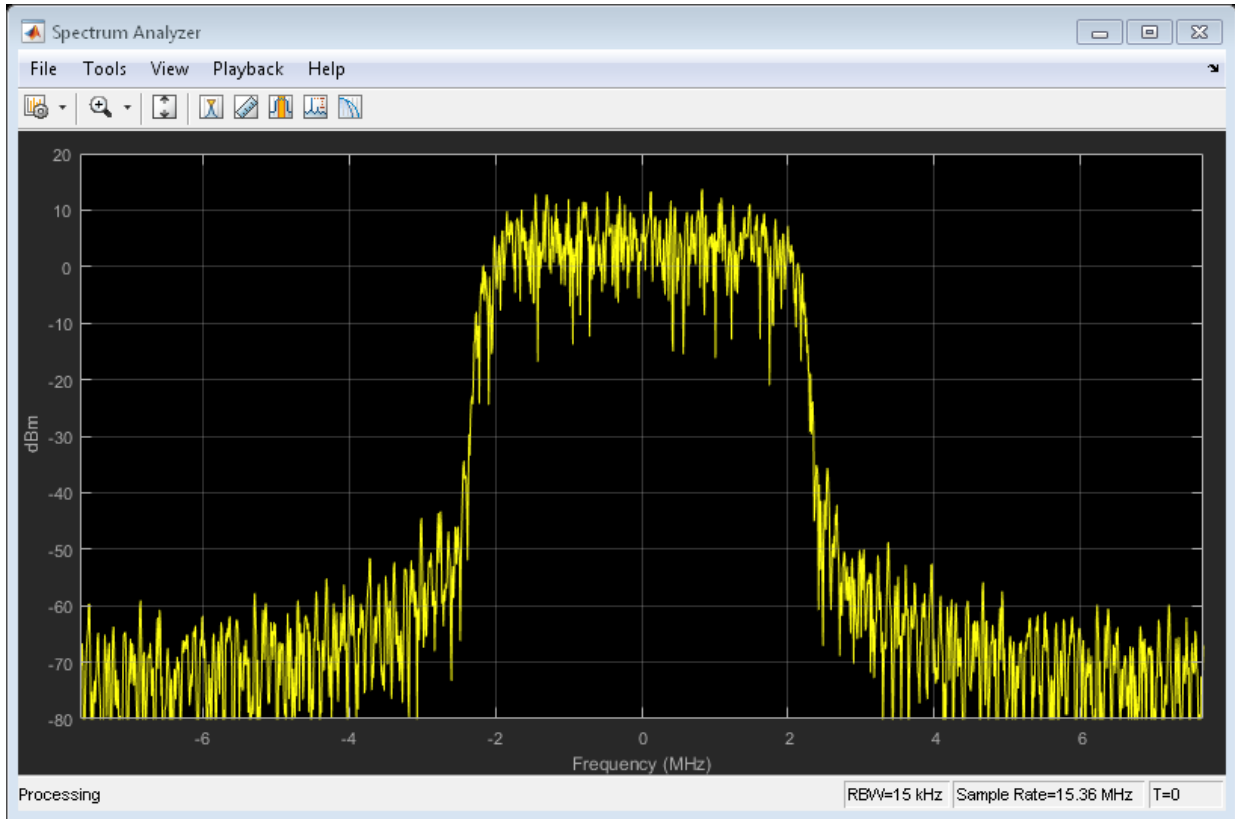 Spectrum Analyzer
File Tools View Playback Help
20
10
0
-10
-20
-30
-40
-50
-60
-70
-80
dBm
-6 -4 -2 0 2 4 6
Frequency (MHz)
Processing RBW=15 kHz Sample Rate=15.36 MHz T=0